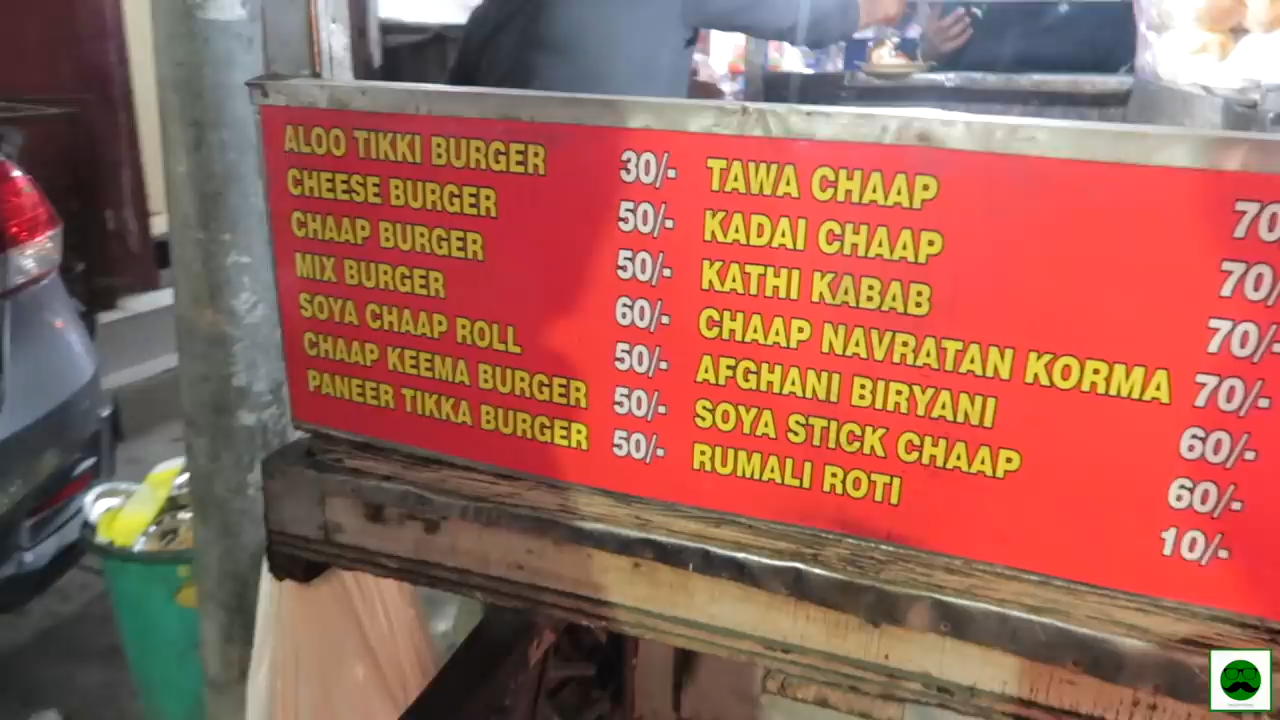 ALOO TIKKI BURGER 30/-
CHEESE BURGER 50/-
CHAAP BURGER 50/-
MIX BURGER 60/-
SOYA CHAAP ROLL 50/-
CHAAP KEEMA BURGER 50/-
PANEER TIKKA BURGER 50/-
TAWA CHAAP 70
KADAI CHAAP 70/
KATHI KABAB 70/-
CHAAP NAVRATAN KORMA 70/-
AFGHANI BIRYANI 60/-
SOYA STICK CHAAP 60/-
RUMALI ROTI 10/-